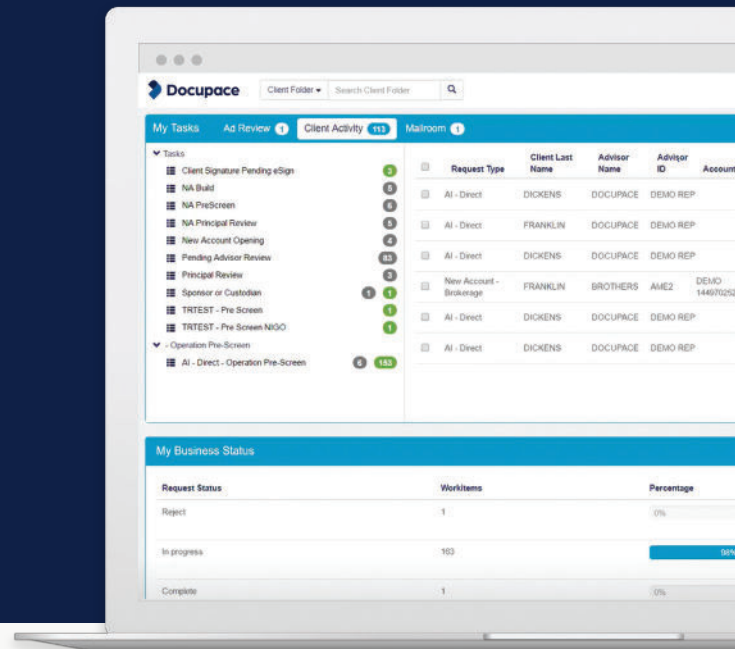 Docupace Client Folder Search Client Folder
My Tasks Ad Review 1 Client Activity 113 Mailroom 1
Tasks
Client Signature Pending eSign 3
NA Build 5
NA PreScreen 6
NA Principal Review 5
New Account Opening 4
Pending Advisor Review 83
Principal Review 3
Sponsor or Custodian 1 1
TRTEST - Pre Screen 1
TRTEST - Pre Screen NIGO 1
- Operation Pre-Screen
AI - Direct - Operation Pre-Screen 6 153
Request Type Client Last Name Advisor Name Advisor ID Account
AI - Direct DICKENS DOCUPACE DEMO REP
AI - Direct FRANKLIN DOCUPACE DEMO REP
AI - Direct DICKENS DOCUPACE DEMO REP
New Account - Brokerage FRANKLIN BROTHERS AME2 DEMO
AI - Direct DICKENS DOCUPACE DEMO REP
AI - Direct DICKENS DOCUPACE DEMO REP
My Business Status
Request Status Workitems Percentage
Reject 1 0%
In progress 163 98%
Complete 1 0%